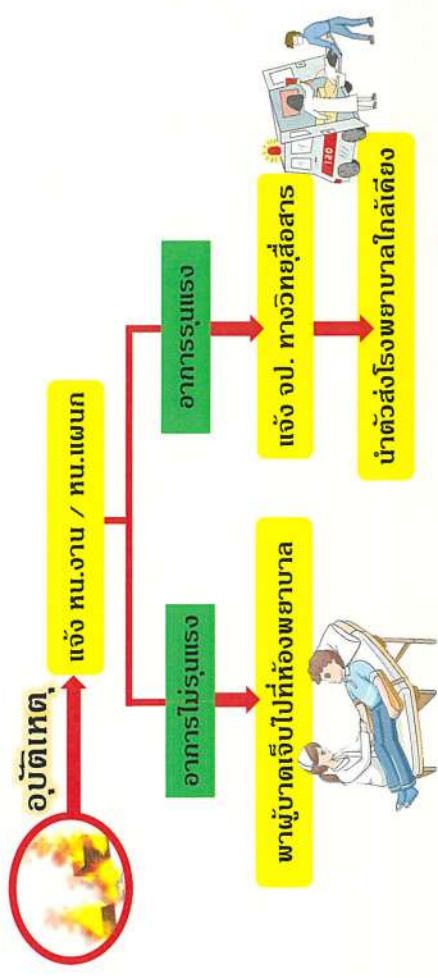 อุบัติเหตุ
แจ้ง หน.งาน / หน.แผนก
อาการไม่รุนแรง
อาการรุนแรง
พาผู้บาดเจ็บไปที่ห้องพยาบาล
แจ้ง จป. ทางวิทยุสื่อสาร
นำตัวส่งโรงพยาบาลใกล้เคียง
120